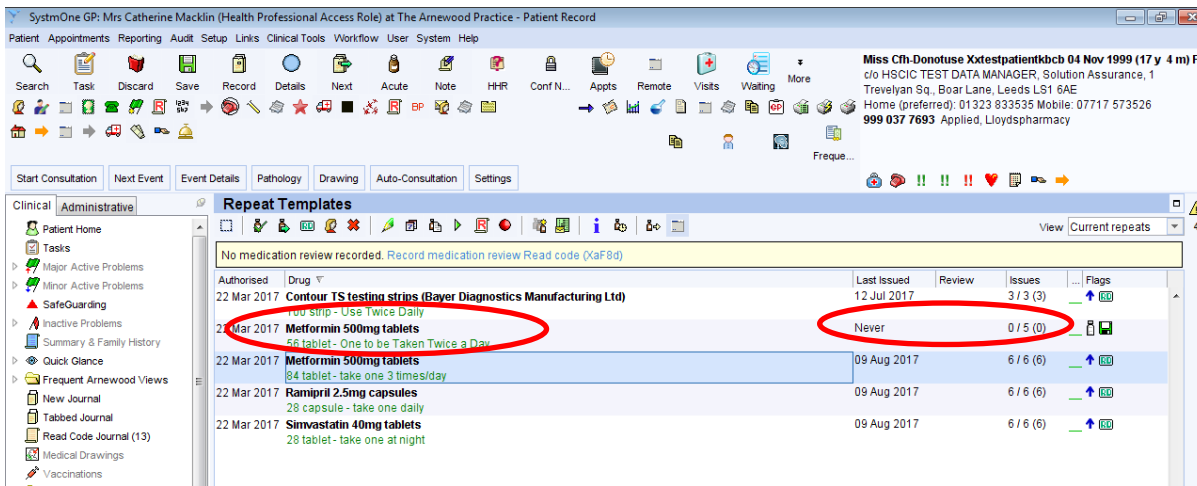 SystmOne GP: Mrs Catherine Macklin (Health Professional Access Role) at The Arnewood Practice - Patient Record
Patient Appointments Reporting Audit Setup Links Clinical Tools Workflow User System Help
Search Task Discard Save Record Details Next Acute Note HHR Conf N... Appts Remote Visits Waiting More
Miss Cfh-Donotuse Xxtestpatientkbcb 04 Nov 1999 (17 y 4 m) F
c/o HSCIC TEST DATA MANAGER, Solution Assurance, 1
Trevelyan Sq., Boar Lane, Leeds LS1 6AE
Home (preferred): 01323 833535 Mobile: 07717 573526
999 037 7693 Applied, Lloydspharmacy
BP
Freque...
Start Consultation Next Event Event Details Pathology Drawing Auto-Consultation Settings
Clinical Administrative
Patient Home
Tasks
Major Active Problems
Minor Active Problems
SafeGuarding
Inactive Problems
Summary & Family History
Quick Glance
Frequent Arnewood Views
New Journal
Tabbed Journal
Read Code Journal (13)
Medical Drawings
Vaccinations
Repeat Templates
View Current repeats
No medication review recorded. Record medication review Read code (XaF8d)
Authorised Drug Last Issued Review Issues ... Flags
22 Mar 2017 Contour TS testing strips (Bayer Diagnostics Manufacturing Ltd) 12 Jul 2017 3 / 3 (3) RD
100 strip - Use Twice Daily
22 Mar 2017 Metformin 500mg tablets Never 0 / 5 (0)
56 tablet - One to be Taken Twice a Day
22 Mar 2017 Metformin 500mg tablets 09 Aug 2017 6 / 6 (6) RD
84 tablet - take one 3 times/day
22 Mar 2017 Ramipril 2.5mg capsules 09 Aug 2017 6 / 6 (6) RD
28 capsule - take one daily
22 Mar 2017 Simvastatin 40mg tablets 09 Aug 2017 6 / 6 (6) RD
28 tablet - take one at night